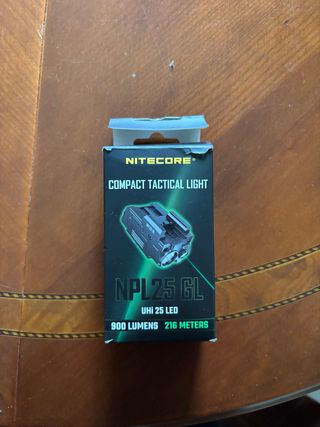 NITECORE®
COMPACT TACTICAL LIGHT
NPL25 GL
UHi 25 LED
900 LUMENS 216 METERS